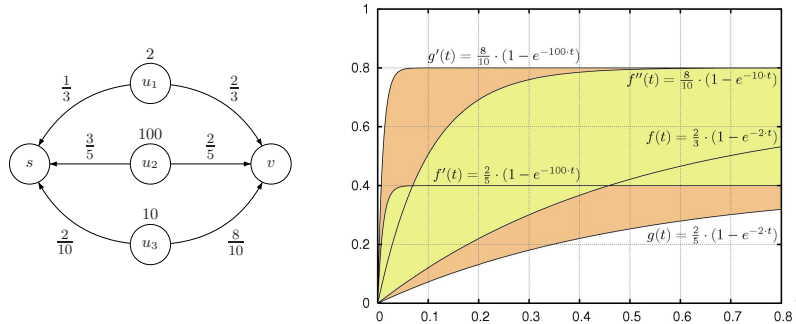 2
u₁
1/3
2/3
100
3/5
2/5
s
u₂
v
10
u₃
2/10
8/10
1
0.8
0.6
0.4
0.2
0
g′(t) = 8/10 · (1 − e^{−100·t})
f″(t) = 8/10 · (1 − e^{−10·t})
f(t) = 2/3 · (1 − e^{−2·t})
f′(t) = 2/5 · (1 − e^{−100·t})
g(t) = 2/5 · (1 − e^{−2·t})
0 0.1 0.2 0.3 0.4 0.5 0.6 0.7 0.8